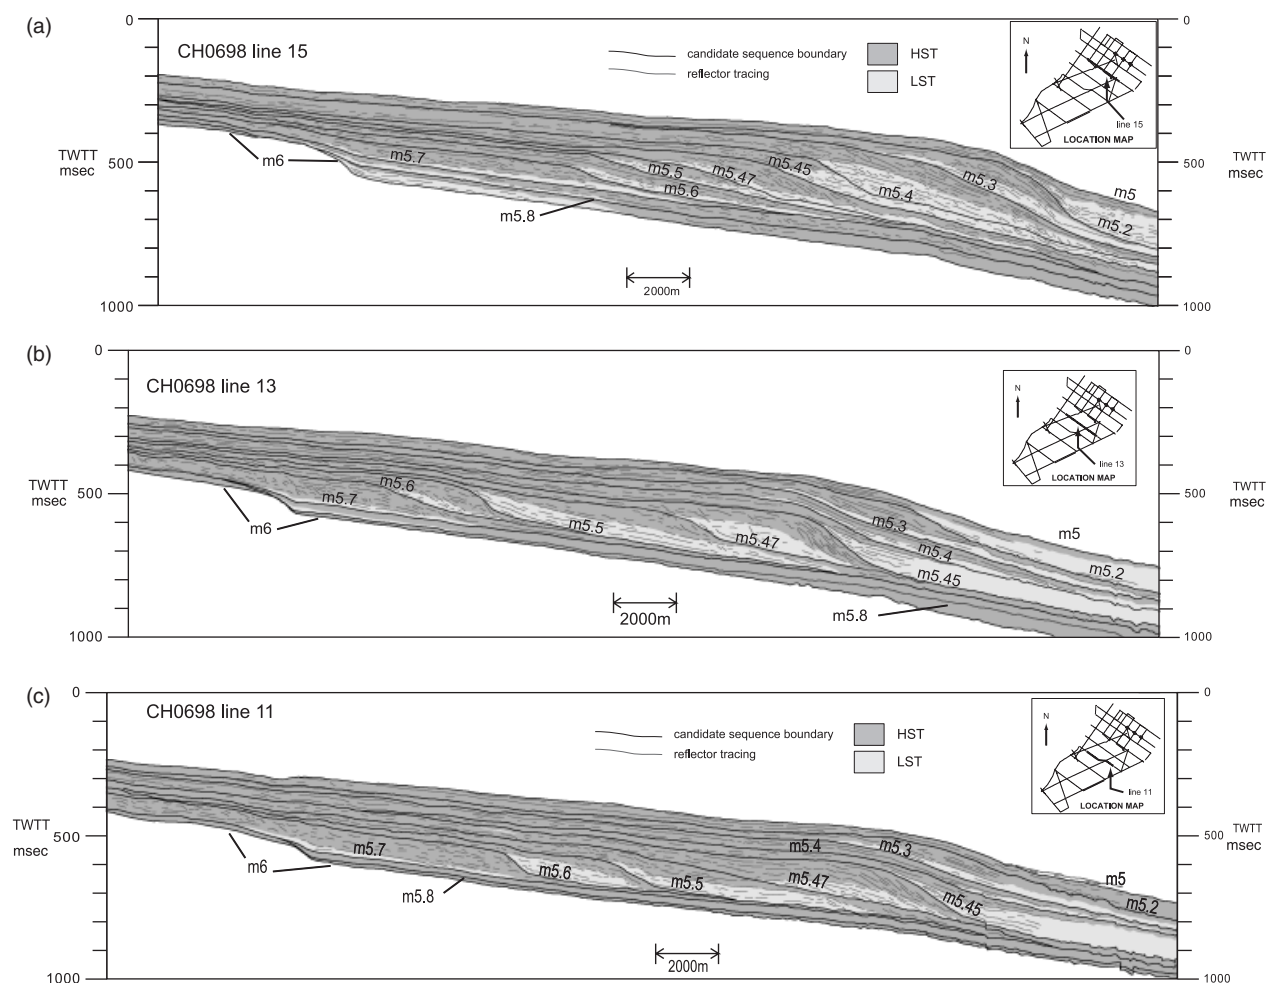 (a)
0
0
CH0698 line 15
candidate sequence boundary
reflector tracing
HST
LST
N
line 15
LOCATION MAP
TWTT
msec
500
500
TWTT
msec
m6
m5.7
m5.5
m5.47
m5.45
m5.6
m5.4
m5.3
m5
m5.8
m5.2
2000m
1000
1000
(b)
0
0
CH0698 line 13
N
line 13
LOCATION MAP
TWTT
msec
500
500
TWTT
msec
m5.6
m5.7
m6
m5.5
m5.47
m5.3
m5.4
m5
m5.45
m5.2
2000m
m5.8
1000
1000
(c)
0
0
CH0698 line 11
candidate sequence boundary
reflector tracing
HST
LST
N
line 11
LOCATION MAP
TWTT
msec
500
500
TWTT
msec
m5.7
m5.4
m5.3
m6
m5.6
m5.5
m5.47
m5
m5.8
m5.45
m5.2
2000m
1000
1000